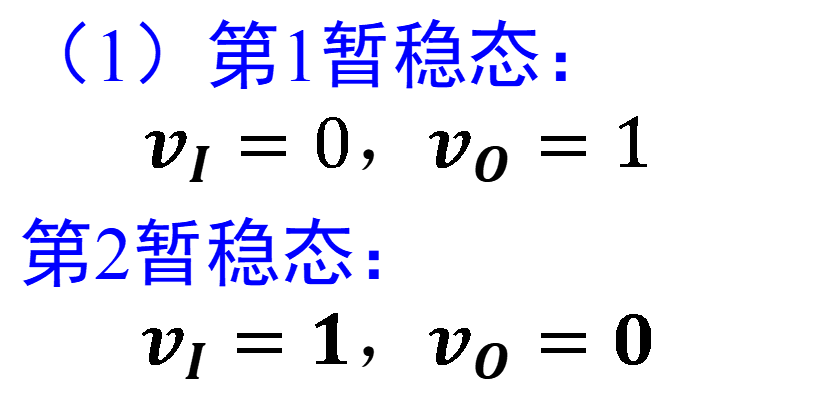 （1）第1暂稳态：
v_I = 0，v_O = 1
第2暂稳态：
v_I = 1，v_O = 0